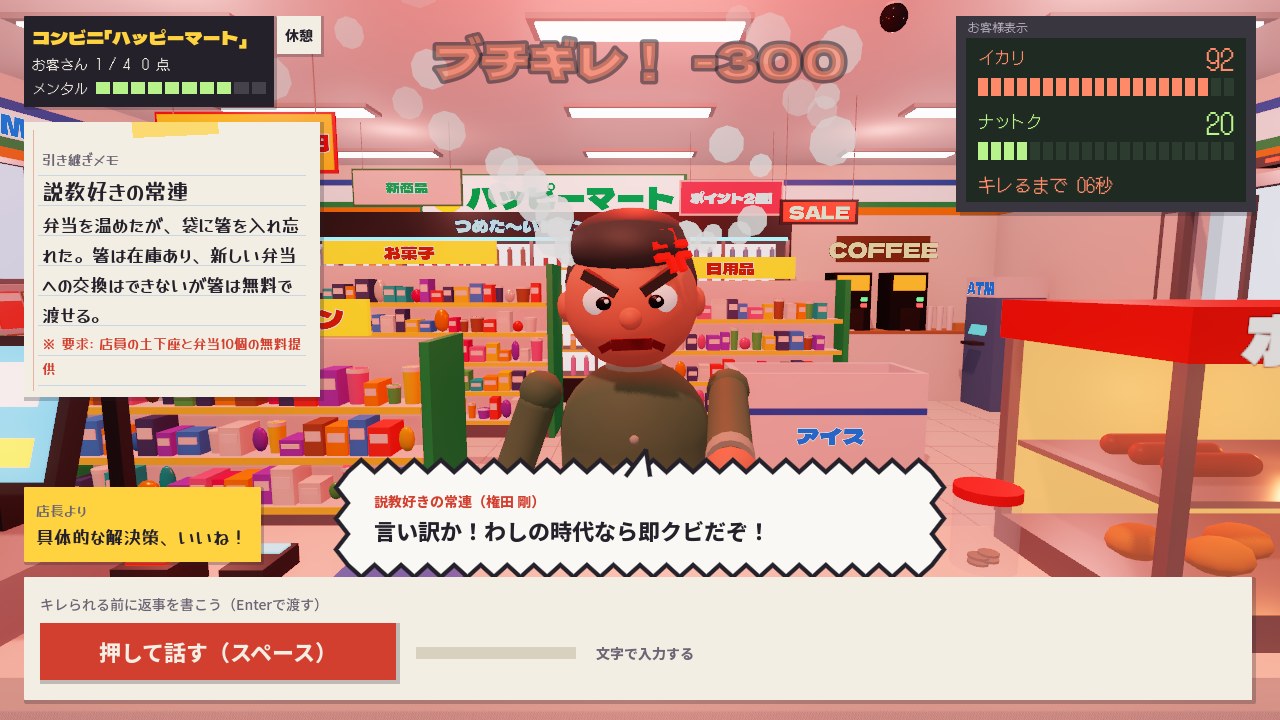 コンビニ「ハッピーマート」
お客さん 1/4 0点
メンタル
休憩
ブチギレ! -300
お客様表示
イカリ 92
ナットク 20
キレるまで 06秒
引き継ぎメモ
説教好きの常連
弁当を温めたが、袋に箸を入れ忘
れた。箸は在庫あり、新しい弁当
への交換はできないが箸は無料で
渡せる。
※ 要求: 店員の土下座と弁当10個の無料提
供
新商品
ハッピーマート
ポイント2倍
SALE
つめた〜い
お菓子
日用品
COFFEE
ATM
ン
アイス
店長より
具体的な解決策、いいね!
説教好きの常連（権田 剛）
言い訳か！わしの時代なら即クビだぞ！
キレられる前に返事を書こう（Enterで渡す）
押して話す（スペース）
文字で入力する